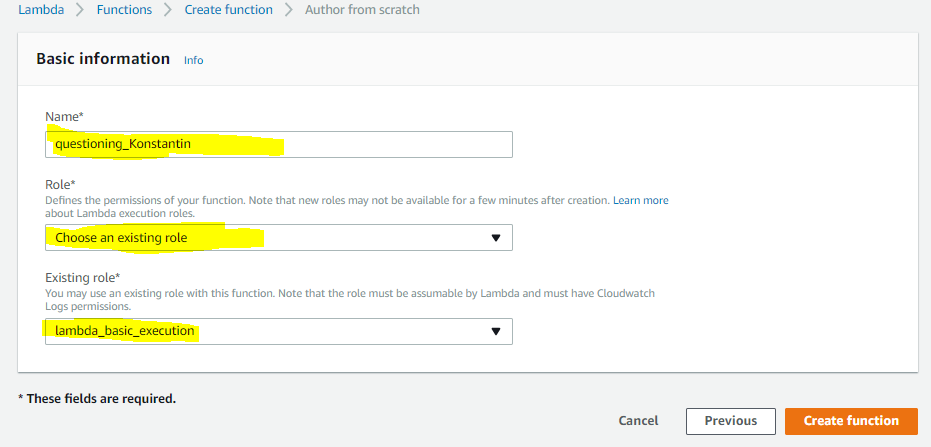 Lambda > Functions > Create function > Author from scratch
Basic information Info
Name*
questioning_Konstantin
Role*
Defines the permissions of your function. Note that new roles may not be available for a few minutes after creation. Learn more
about Lambda execution roles.
Choose an existing role
Existing role*
You may use an existing role with this function. Note that the role must be assumable by Lambda and must have Cloudwatch
Logs permissions.
lambda_basic_execution
* These fields are required.
Cancel Previous Create function